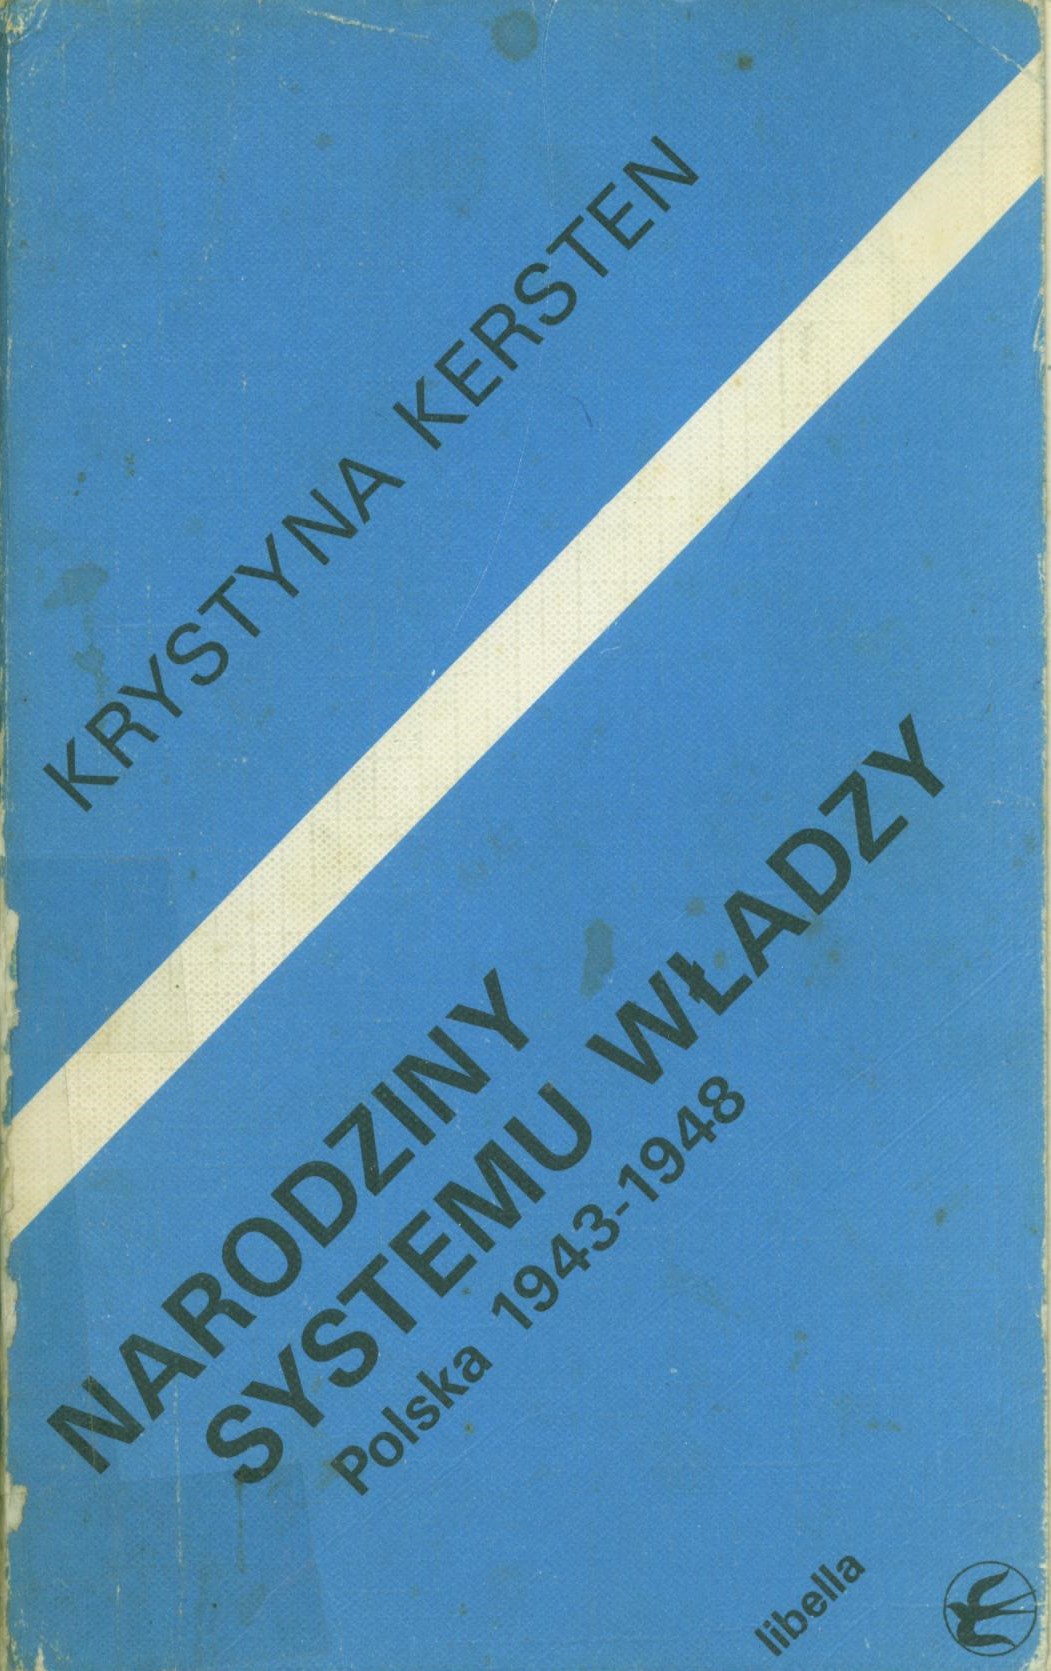 KRYSTYNA KERSTEN
NARODZINY
SYSTEMU WŁADZY
Polska 1943-1948
libella